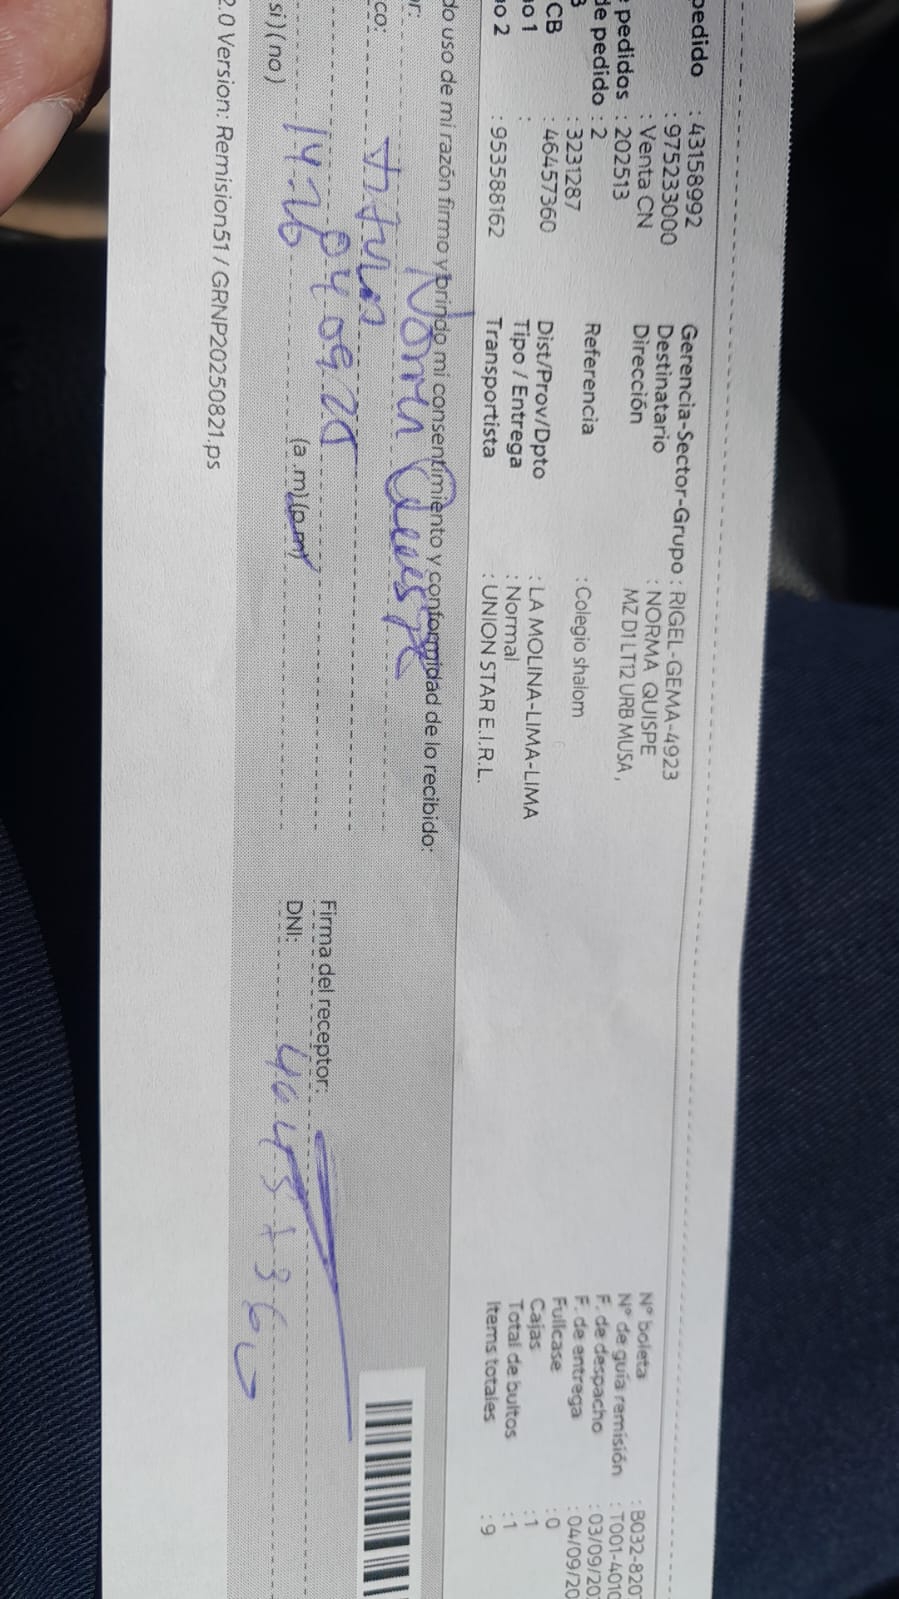 pedido : 43158992
: 975233000
: Venta CN
pedidos : 202513
de pedido : 2
: 3231287
CB : 46457360
o 1 :
o 2 : 953588162
Gerencia-Sector-Grupo : RIGEL-GEMA-4923
Destinatario : NORMA QUISPE
Dirección MZ D1 LT12 URB MUSA ,
Referencia : Colegio shalom
Dist/Prov/Dpto : LA MOLINA-LIMA-LIMA
Tipo / Entrega : Normal
Transportista : UNION STAR E.I.R.L.
N° boleta : B032-820
N° de guía remisión : T001-4010
F. de despacho : 03/09/20
F. de entrega : 04/09/20
Fullcase : 0
Cajas : 1
Total de bultos : 1
Items totales : 9
do uso de mi razón firmo y brindo mi consentimiento y conformidad de lo recibido:
or: Norma Quispe
co: titular
04 09 25
14:26 (a.m)(p.m)
si)(no)
Firma del receptor:
DNI:
2.0 Version: Remision51 / GRNP20250821.ps